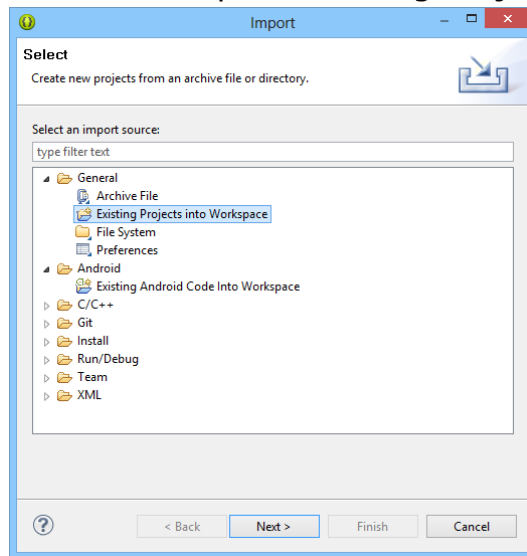 Import
Select
Create new projects from an archive file or directory.
Select an import source:
type filter text
General
Archive File
Existing Projects into Workspace
File System
Preferences
Android
Existing Android Code Into Workspace
C/C++
Git
Install
Run/Debug
Team
XML
< Back Next > Finish Cancel